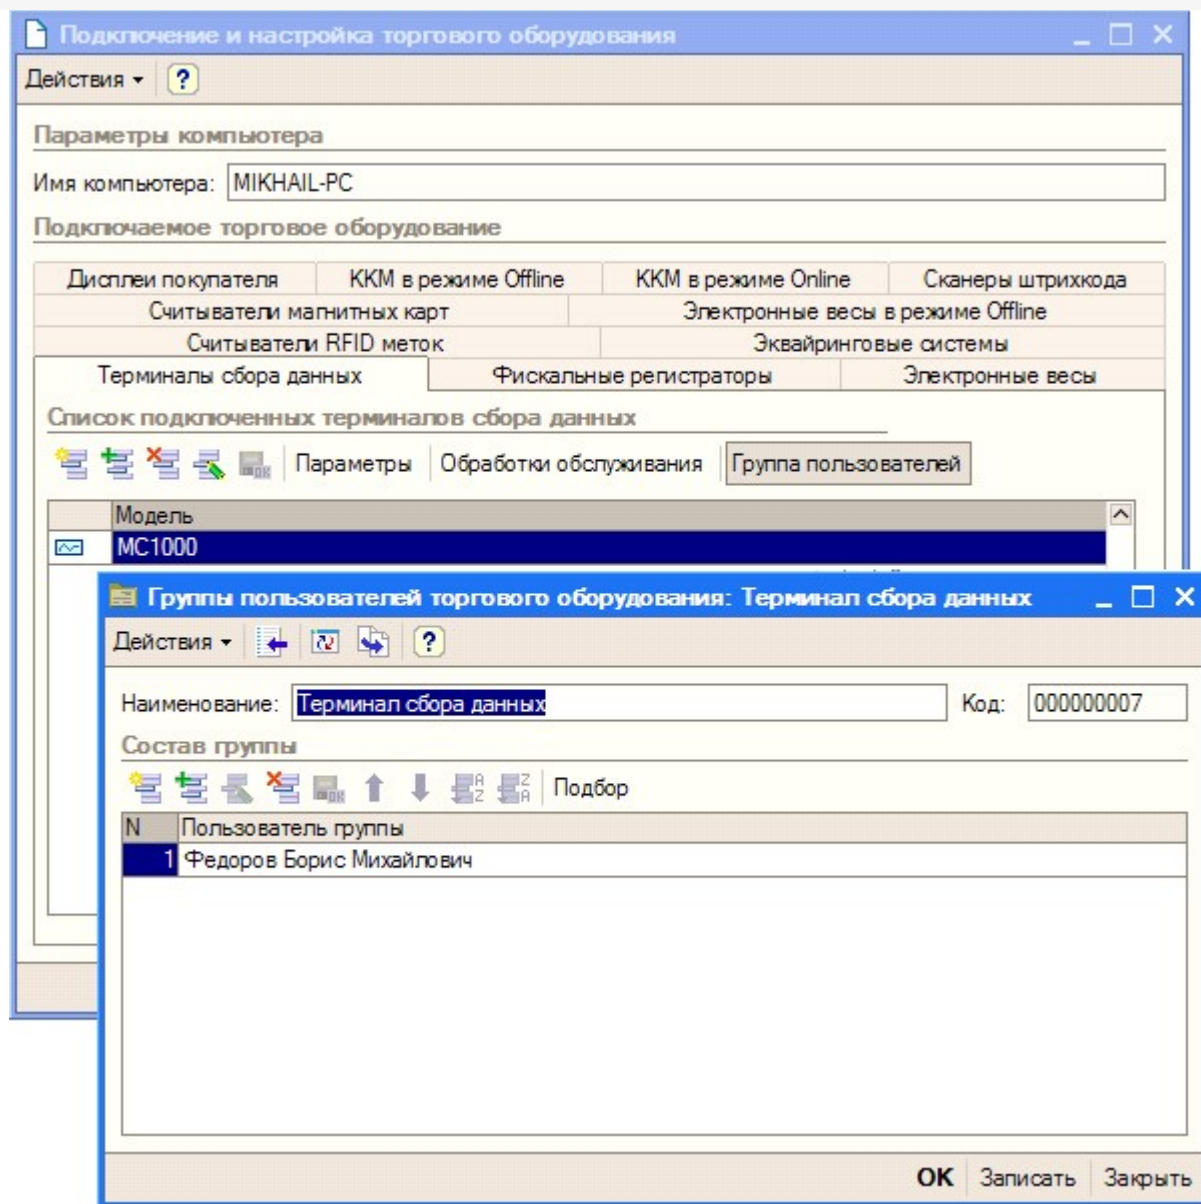 Подключение и настройка торгового оборудования
Действия ?
Параметры компьютера
Имя компьютера: MIKHAIL-PC
Подключаемое торговое оборудование
Дисплеи покупателя ККМ в режиме Offline ККМ в режиме Online Сканеры штрихкода
Считыватели магнитных карт Электронные весы в режиме Offline
Считыватели RFID меток Эквайринговые системы
Терминалы сбора данных Фискальные регистраторы Электронные весы
Список подключенных терминалов сбора данных
Параметры Обработки обслуживания Группа пользователей
Модель
MC1000
Группы пользователей торгового оборудования: Терминал сбора данных
Действия ?
Наименование: Терминал сбора данных Код: 000000007
Состав группы
Подбор
N Пользователь группы
1 Федоров Борис Михайлович
OK Записать Закрыть